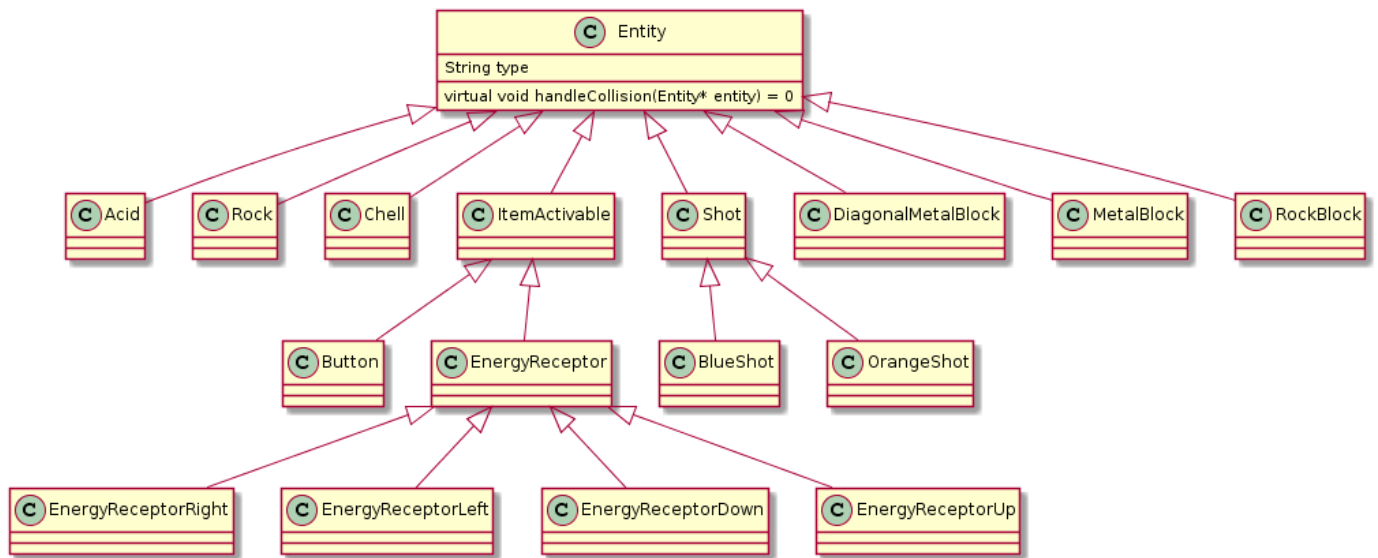 C Entity
String type
virtual void handleCollision(Entity* entity) = 0
C Acid
C Rock
C Chell
C ItemActivable
C Shot
C DiagonalMetalBlock
C MetalBlock
C RockBlock
C Button
C EnergyReceptor
C BlueShot
C OrangeShot
C EnergyReceptorRight
C EnergyReceptorLeft
C EnergyReceptorDown
C EnergyReceptorUp